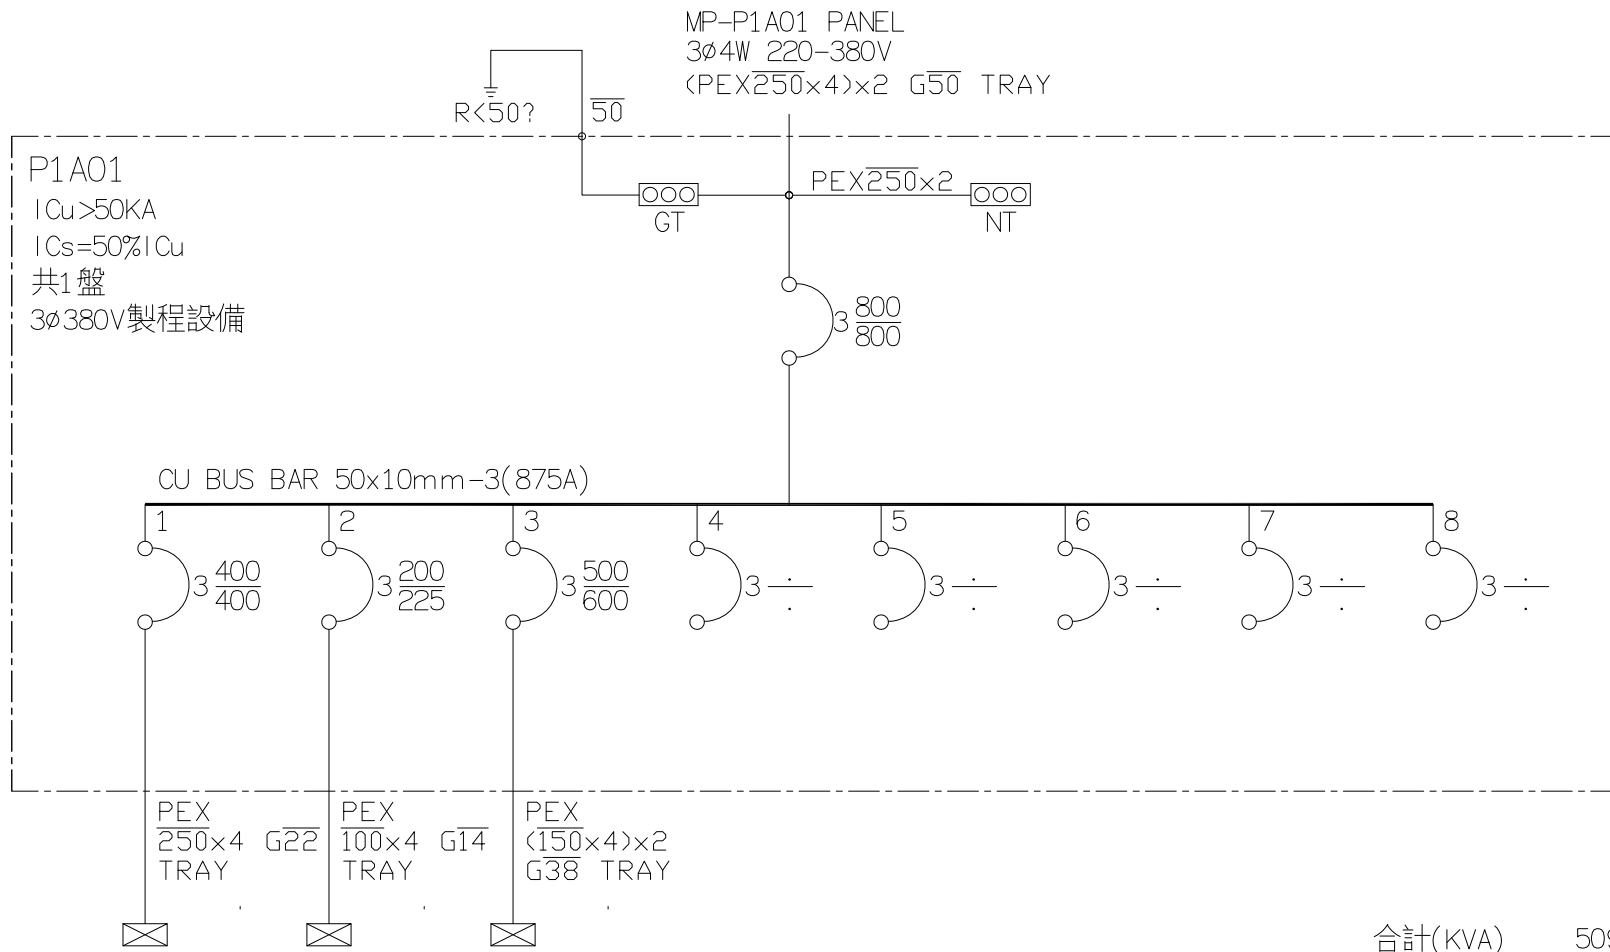 MP-P1A01 PANEL
3ø4W 220-380V
(PEX250x4)x2 G50 TRAY
R<50?
50
P1A01
ICu>50KA
ICs=50%ICu
共1盤
3ø380V製程設備
GT
PEX250x2
NT
3 800
800
CU BUS BAR 50x10mm-3(875A)
1
2
3
4
5
6
7
8
3 400
400
3 200
225
3 500
600
3
3
3
3
3
PEX
250x4 G22
TRAY
PEX
100x4 G14
TRAY
PEX
(150x4)x2
G38 TRAY
合計(KVA)